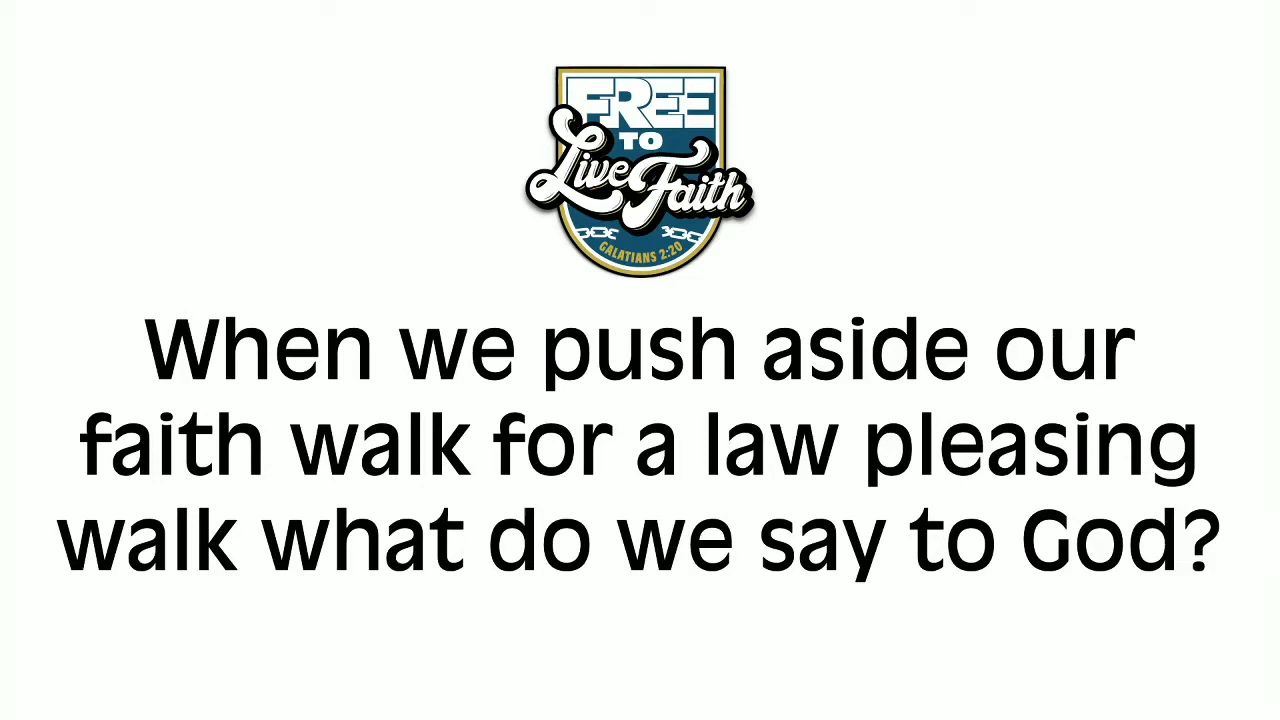 FREE
TO
Live Faith
GALATIANS 2:20
When we push aside our
faith walk for a law pleasing
walk what do we say to God?